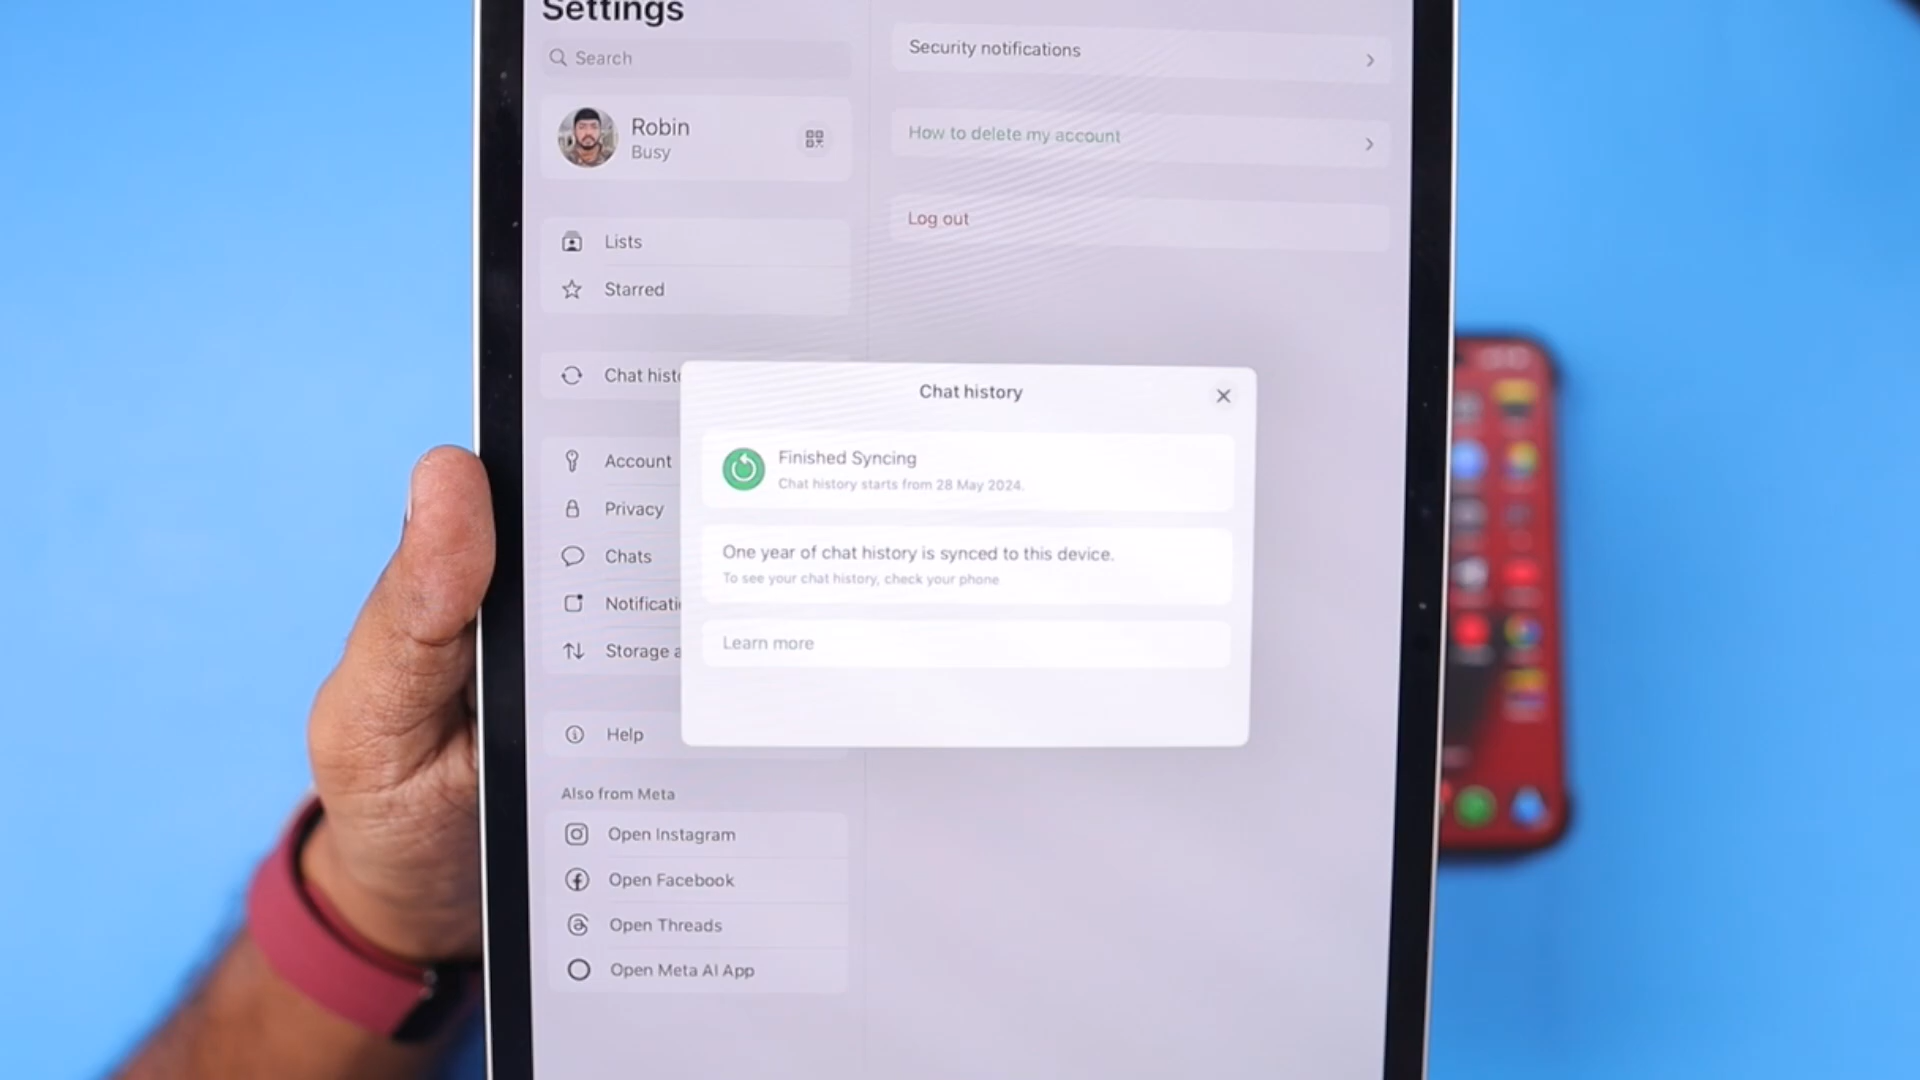 Settings
Search
Robin
Busy
Lists
Starred
Chat hist
Account
Privacy
Chats
Notificati
Storage a
Help
Also from Meta
Open Instagram
Open Facebook
Open Threads
Open Meta AI App
Security notifications
How to delete my account
Log out
Chat history
Finished Syncing
Chat history starts from 28 May 2024.
One year of chat history is synced to this device.
To see your chat history, check your phone
Learn more